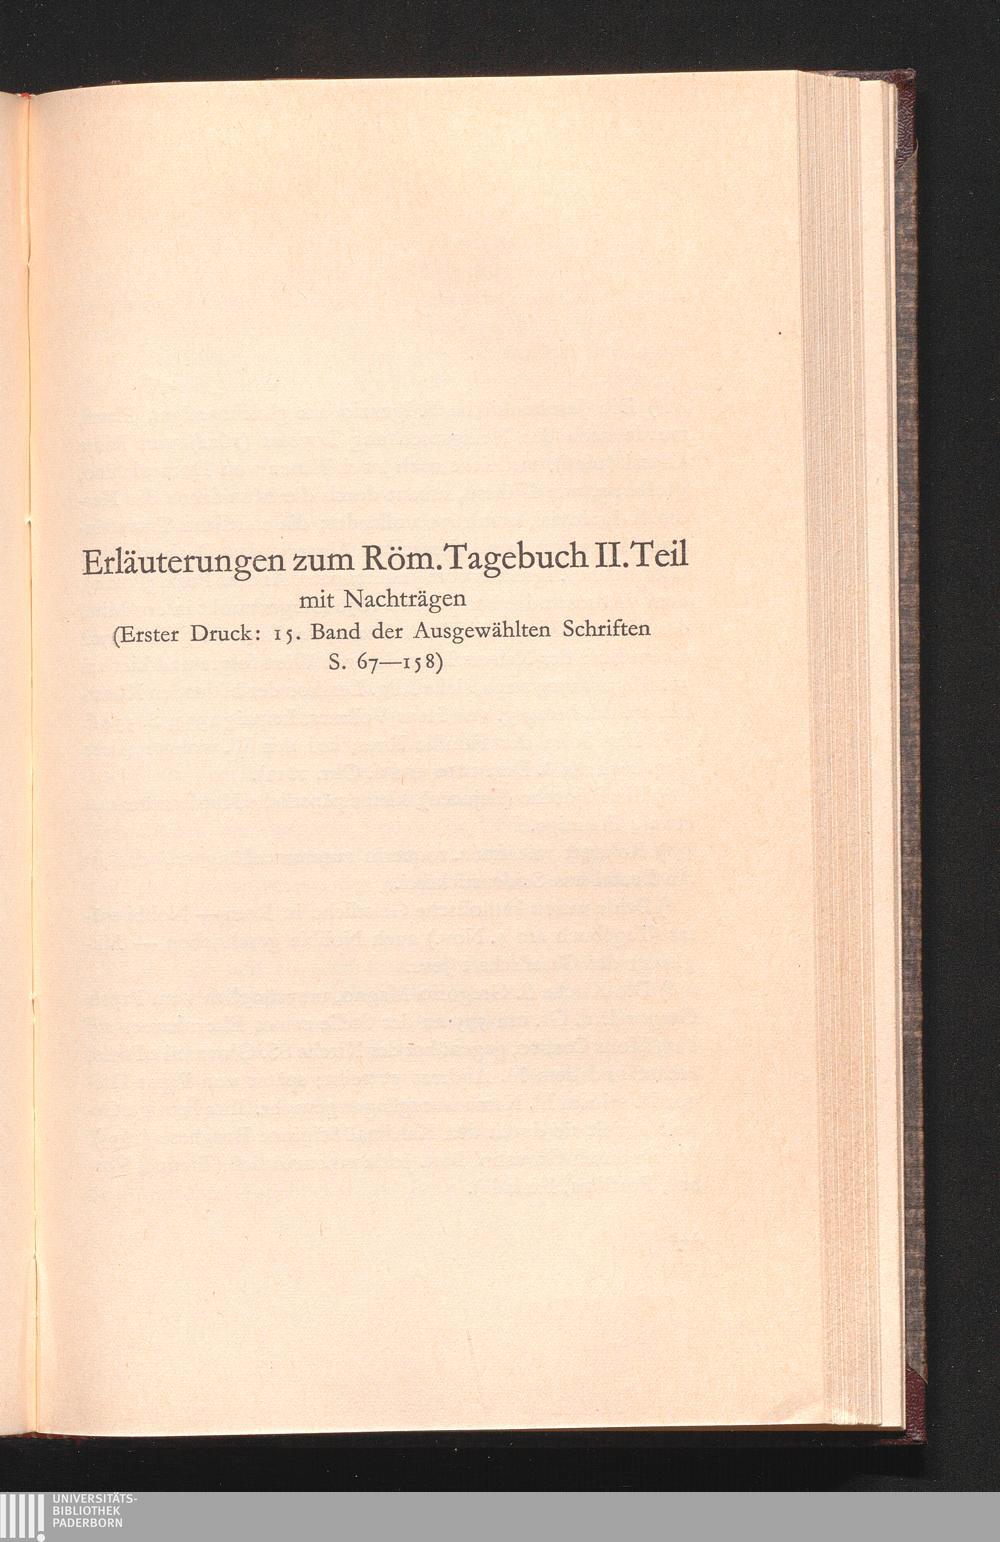 Erläuterungen zum Röm. Tagebuch II. Teil
mit Nachträgen
(Erster Druck: 15. Band der Ausgewählten Schriften
S. 67—158)
UNIVERSITÄTS-
BIBLIOTHEK
PADERBORN